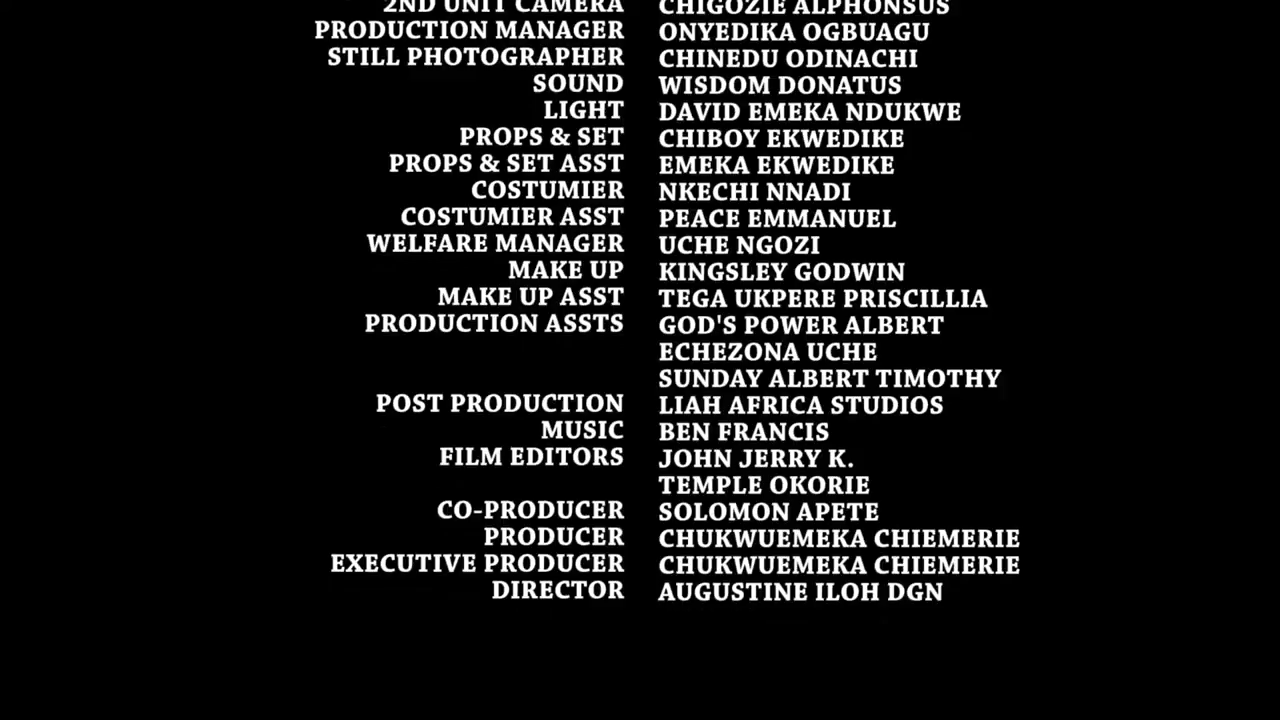 2ND UNIT CAMERA CHIGOZIE ALPHONSUS
PRODUCTION MANAGER ONYEDIKA OGBUAGU
STILL PHOTOGRAPHER CHINEDU ODINACHI
SOUND WISDOM DONATUS
LIGHT DAVID EMEKA NDUKWE
PROPS & SET CHIBOY EKWEDIKE
PROPS & SET ASST EMEKA EKWEDIKE
COSTUMIER NKECHI NNADI
COSTUMIER ASST PEACE EMMANUEL
WELFARE MANAGER UCHE NGOZI
MAKE UP KINGSLEY GODWIN
MAKE UP ASST TEGA UKPERE PRISCILLIA
PRODUCTION ASSTS GOD'S POWER ALBERT
ECHEZONA UCHE
SUNDAY ALBERT TIMOTHY
POST PRODUCTION LIAH AFRICA STUDIOS
MUSIC BEN FRANCIS
FILM EDITORS JOHN JERRY K.
TEMPLE OKORIE
CO-PRODUCER SOLOMON APETE
PRODUCER CHUKWUEMEKA CHIEMERIE
EXECUTIVE PRODUCER CHUKWUEMEKA CHIEMERIE
DIRECTOR AUGUSTINE ILOH DGN